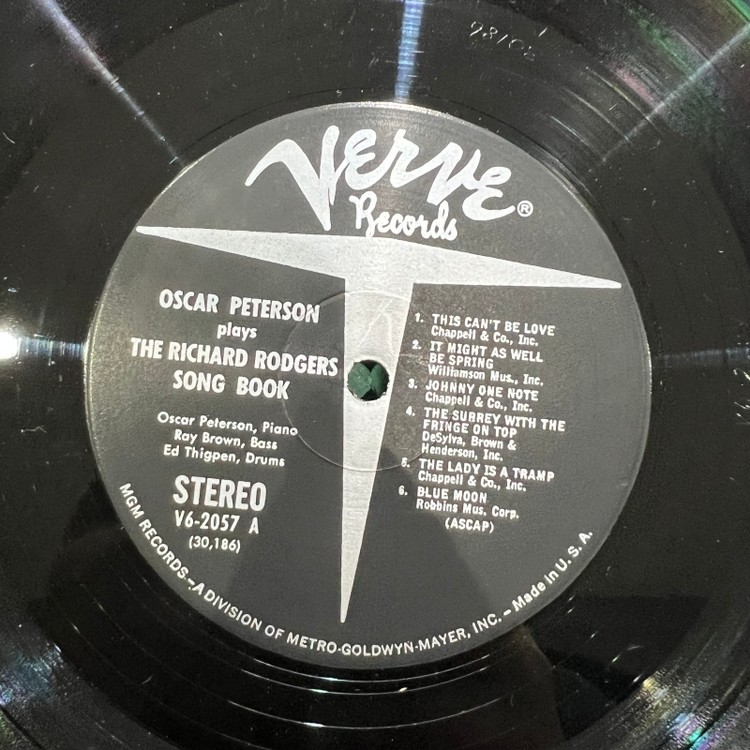 VERVE®
Records
OSCAR PETERSON
plays
THE RICHARD RODGERS
SONG BOOK
Oscar Peterson, Piano
Ray Brown, Bass
Ed Thigpen, Drums
STEREO
V6-2057 A
(30,186)
1. THIS CAN'T BE LOVE
Chappell & Co., Inc.
2. IT MIGHT AS WELL
BE SPRING
Williamson Mus., Inc.
3. JOHNNY ONE NOTE
Chappell & Co., Inc.
4. THE SURREY WITH THE
FRINGE ON TOP
DeSylva, Brown &
Henderson, Inc.
5. THE LADY IS A TRAMP
Chappell & Co., Inc.
6. BLUE MOON
Robbins Mus. Corp.
(ASCAP)
MGM RECORDS—A DIVISION OF METRO-GOLDWYN-MAYER, INC. – Made in U.S.A.